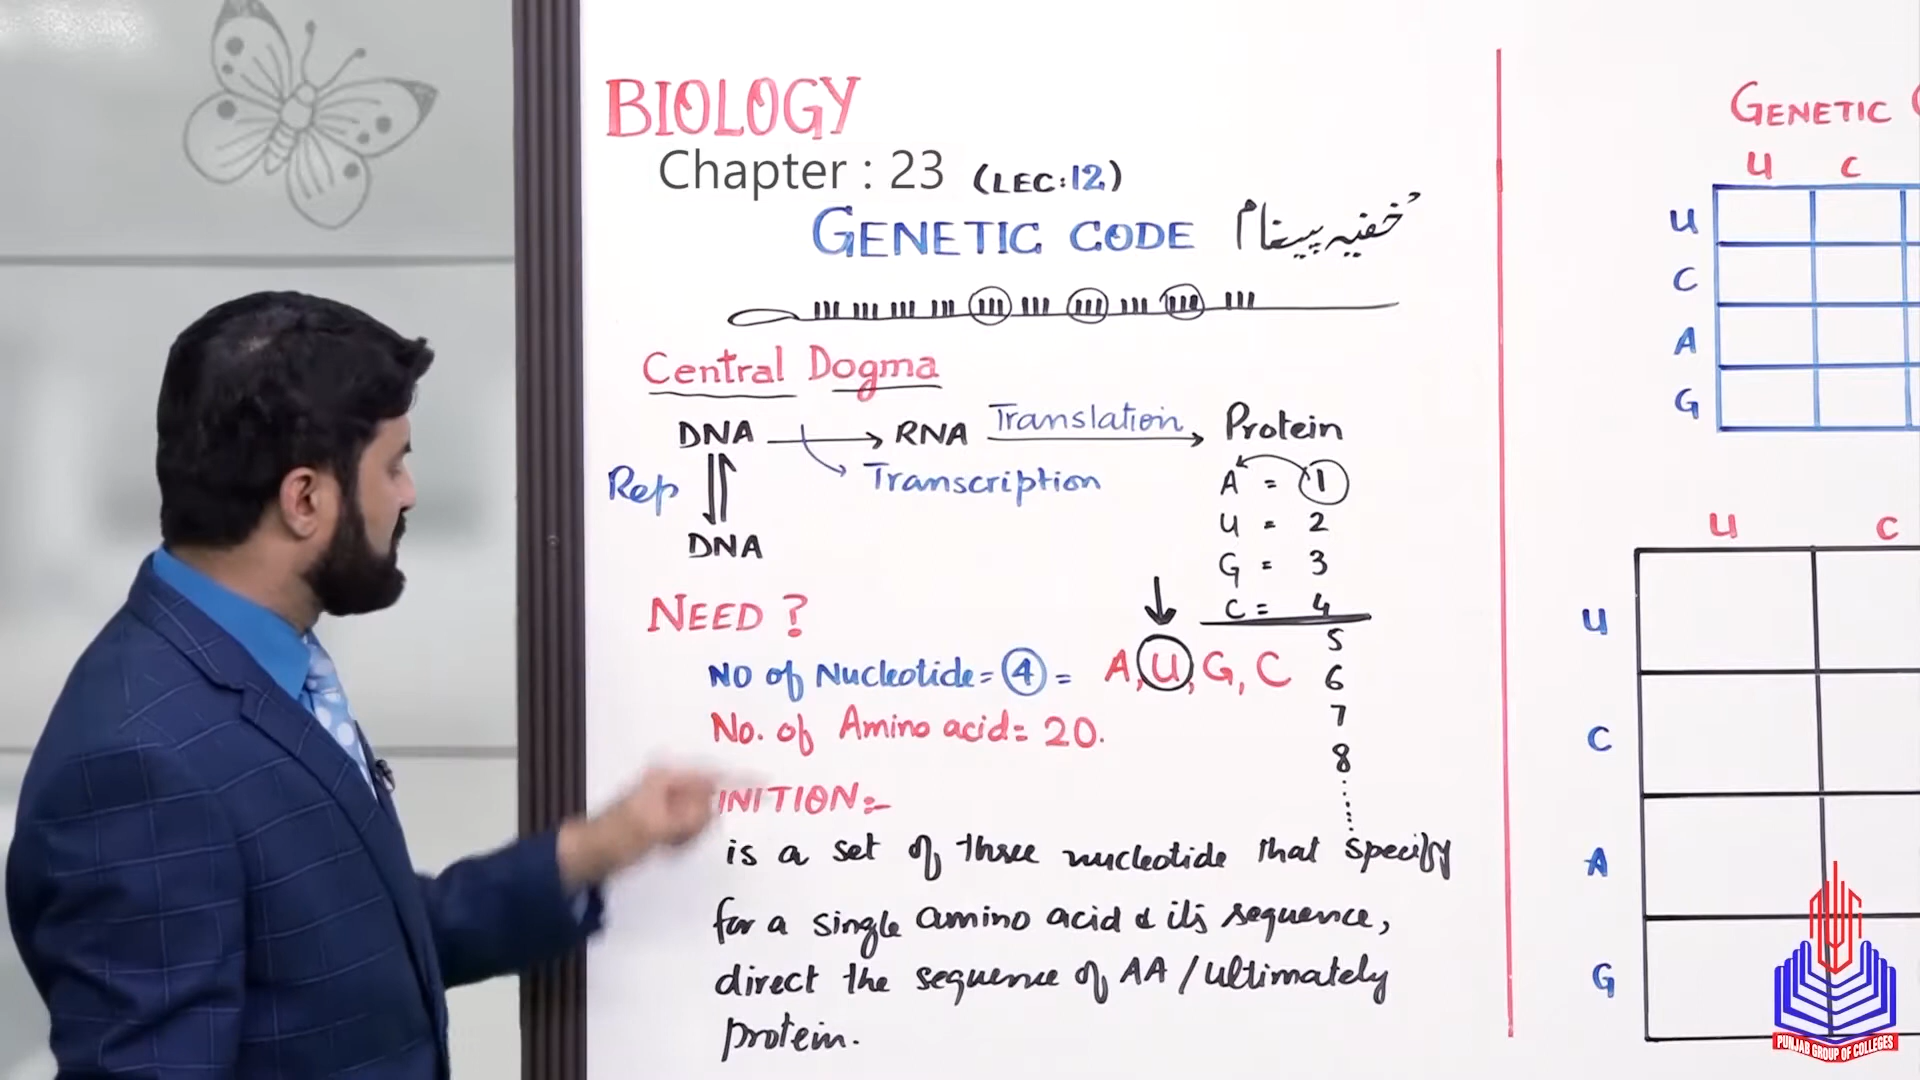 BIOLOGY
Chapter : 23 (LEC:12)
GENETIC CODE خفیہ پیغام
Central Dogma
DNA RNA Translation Protein
Rep Transcription
DNA
A = 1
U = 2
G = 3
C = 4
5
6
7
8
NEED ?
NO of Nucleotide = 4 = A, U, G, C
No. of Amino acid = 20.
INITION:-
is a set of three nucleotide that specify
for a single amino acid & its sequence,
direct the sequence of AA / ultimately
protein.
GENETIC
U C
U
C
A
G
U C
U
C
A
G
PUNJAB GROUP OF COLLEGES